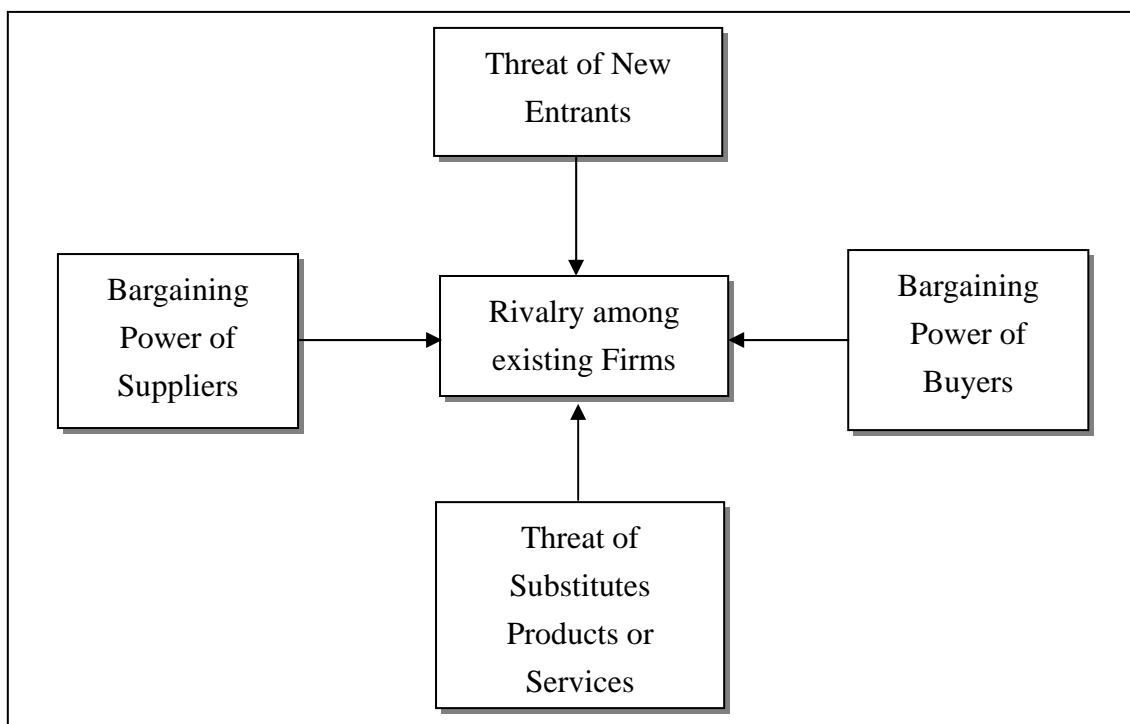 Threat of New
Entrants
Bargaining
Power of
Suppliers
Rivalry among
existing Firms
Bargaining
Power of
Buyers
Threat of
Substitutes
Products or
Services